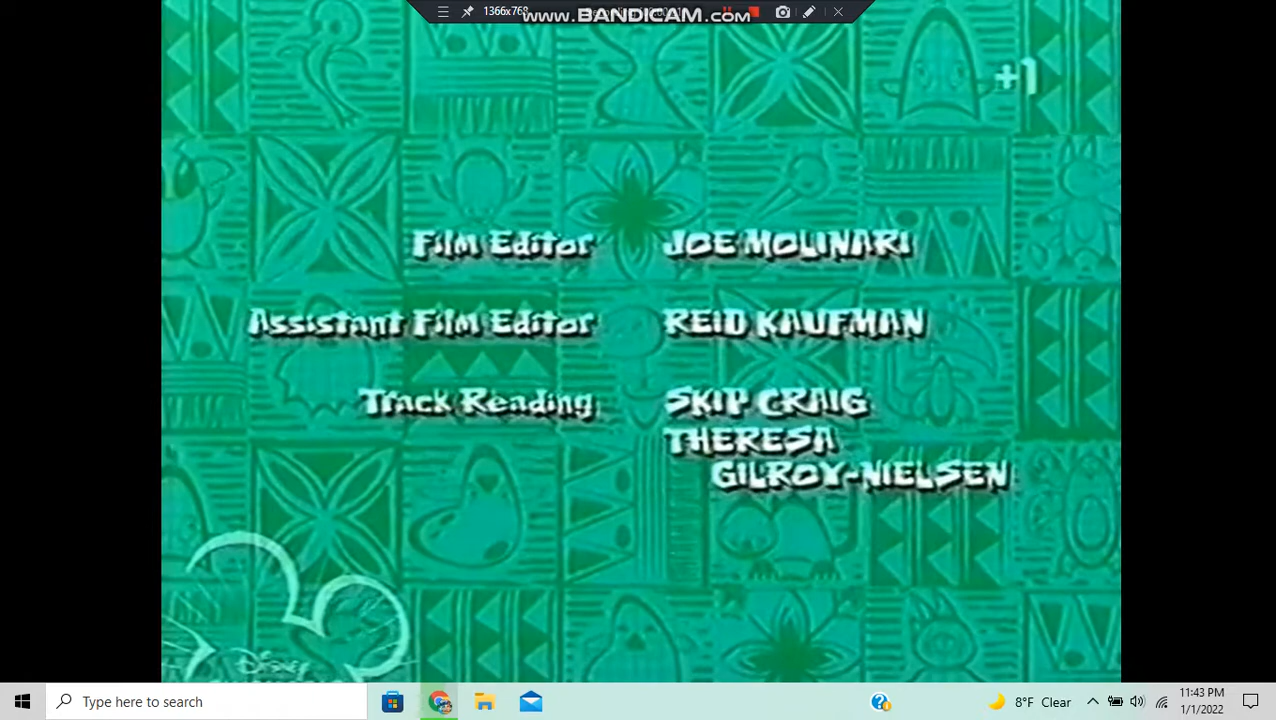 1366x768
www.BANDICAM.com
+1
Film Editor JOE MOLINARI
Assistant Film Editor REID KAUFMAN
Track Reading SKIP CRAIG
THERESA
GILROY-NIELSEN
DISNEY
Type here to search
8°F Clear
11:43 PM
1/1/2022